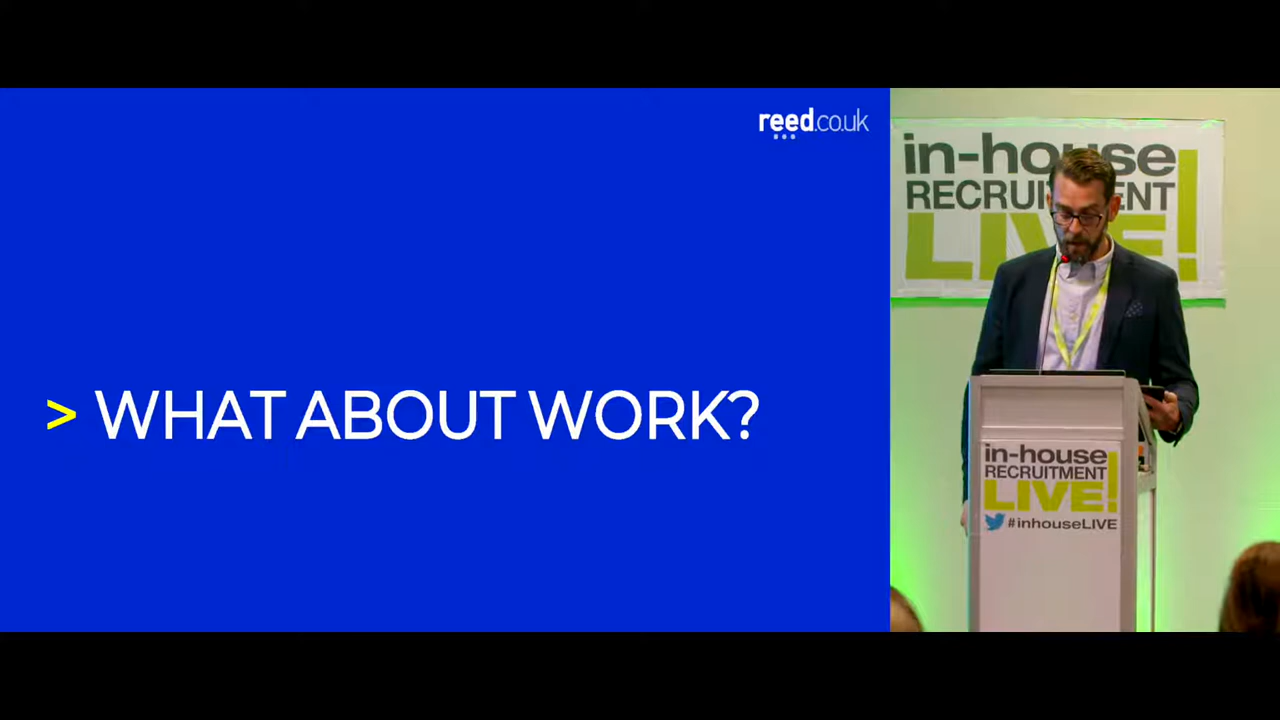 reed.co.uk
> WHAT ABOUT WORK?
in-house
RECRUITMENT
LIVE!
in-house
RECRUITMENT
LIVE!
#inhouseLIVE